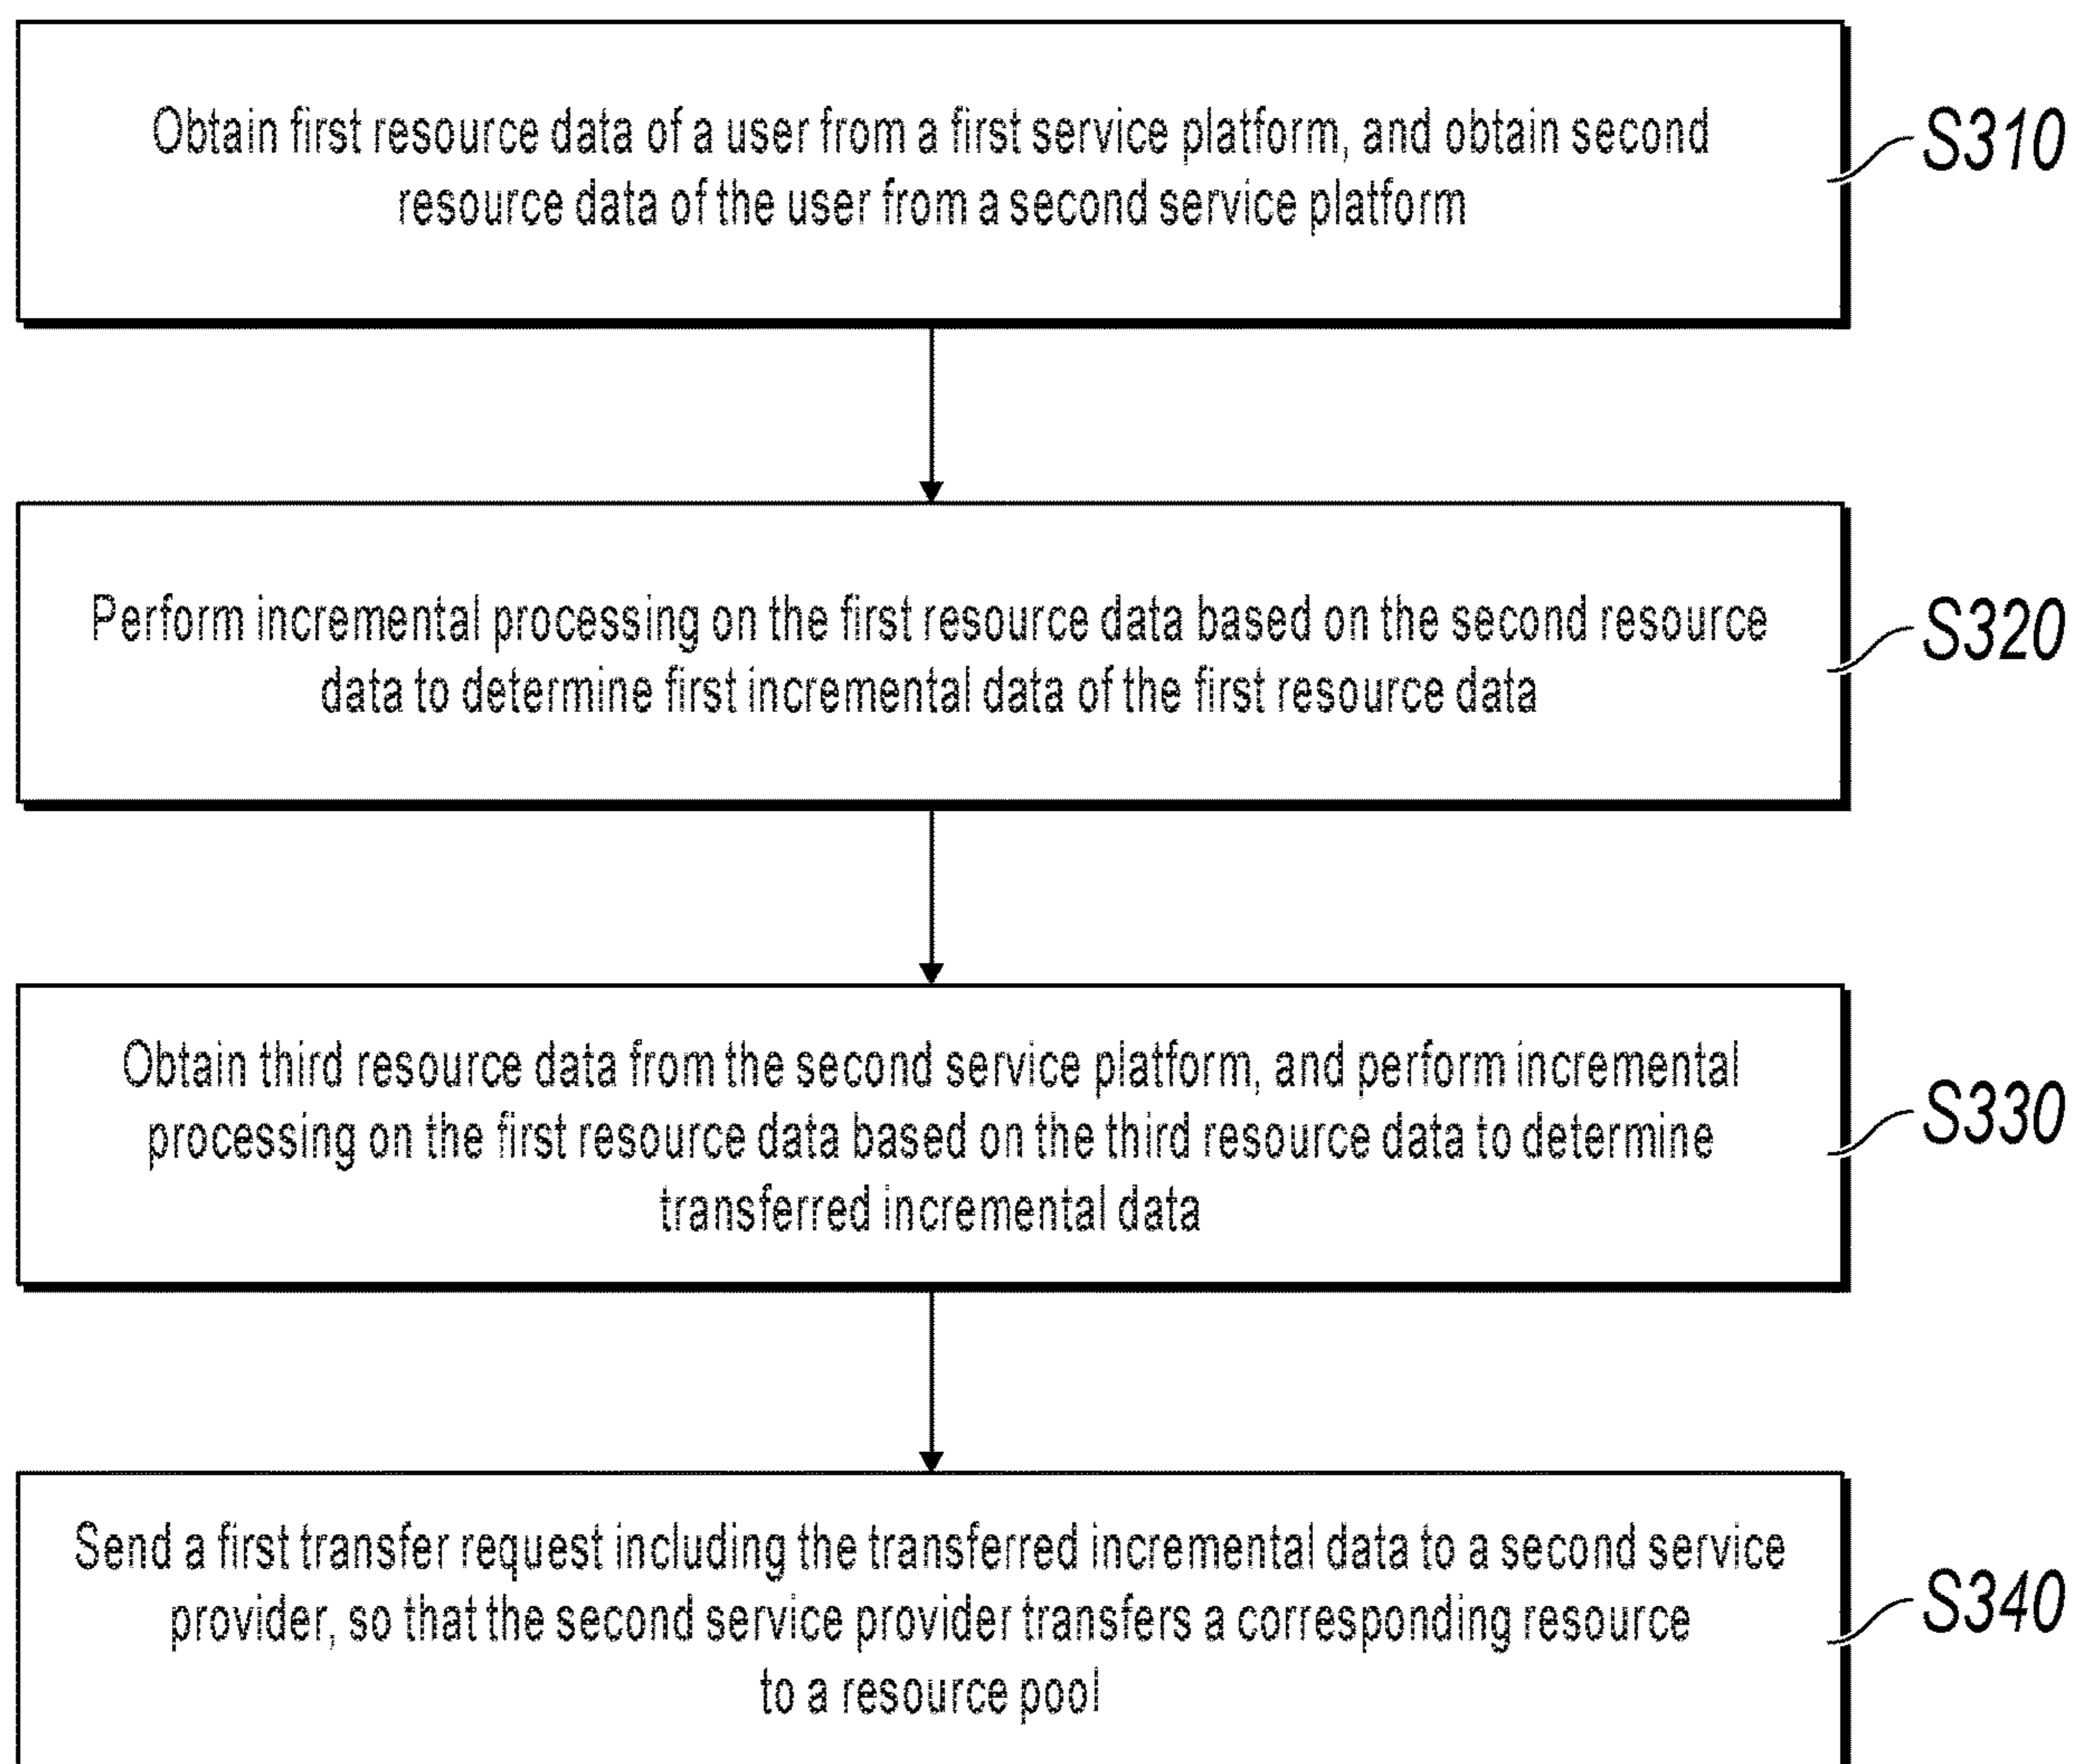 Obtain first resource data of a user from a first service platform, and obtain second
resource data of the user from a second service platform
S310
Perform incremental processing on the first resource data based on the second resource
data to determine first incremental data of the first resource data
S320
Obtain third resource data from the second service platform, and perform incremental
processing on the first resource data based on the third resource data to determine
transferred incremental data
S330
Send a first transfer request including the transferred incremental data to a second service
provider, so that the second service provider transfers a corresponding resource
to a resource pool
S340